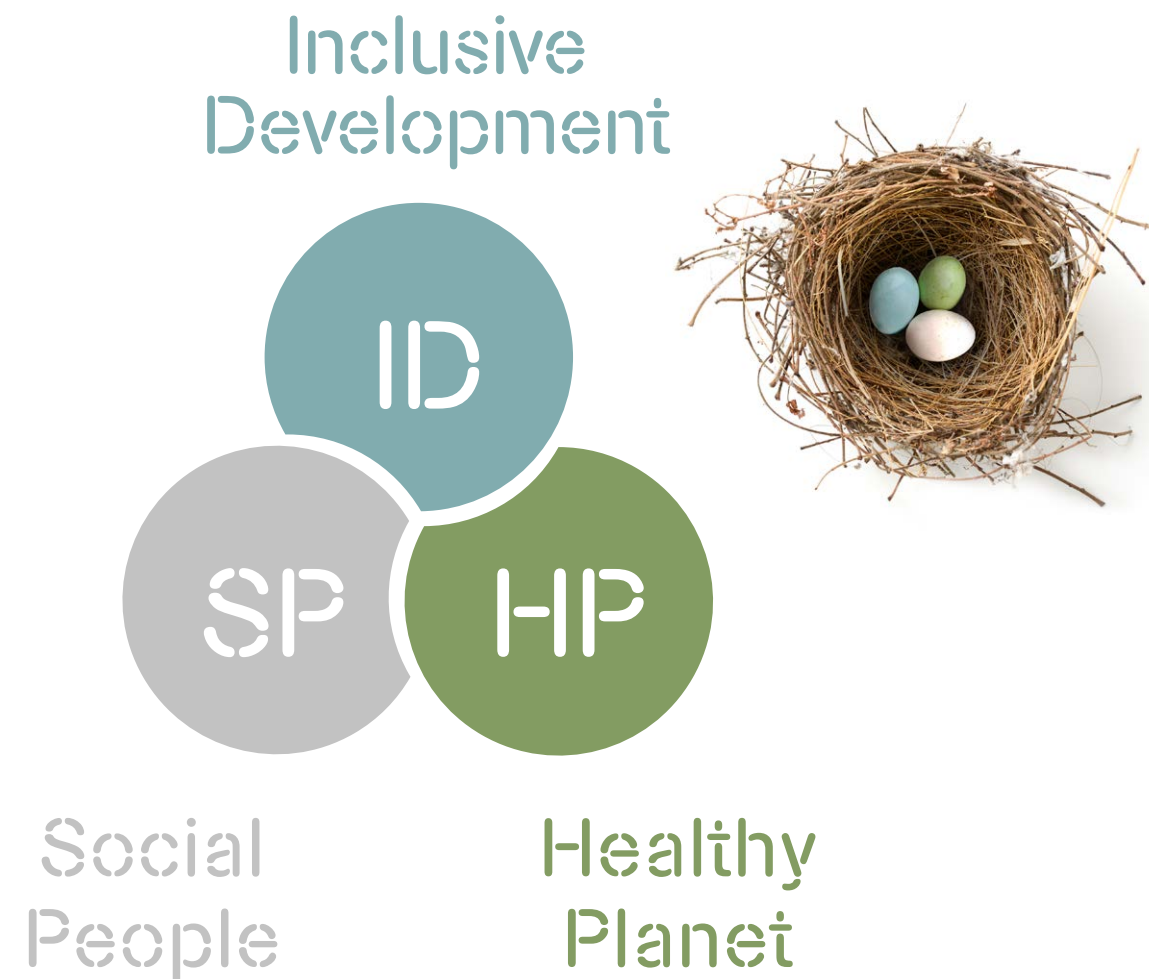 Inclusive
Development
ID
SP
HP
Social
People
Healthy
Planet